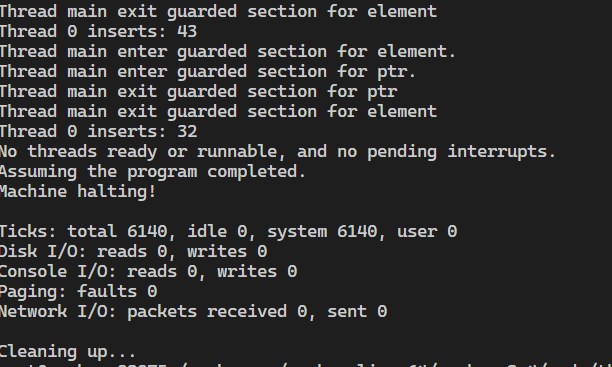 Thread main exit guarded section for element
Thread 0 inserts: 43
Thread main enter guarded section for element.
Thread main enter guarded section for ptr.
Thread main exit guarded section for ptr
Thread main exit guarded section for element
Thread 0 inserts: 32
No threads ready or runnable, and no pending interrupts.
Assuming the program completed.
Machine halting!
Ticks: total 6140, idle 0, system 6140, user 0
Disk I/O: reads 0, writes 0
Console I/O: reads 0, writes 0
Paging: faults 0
Network I/O: packets received 0, sent 0
Cleaning up...